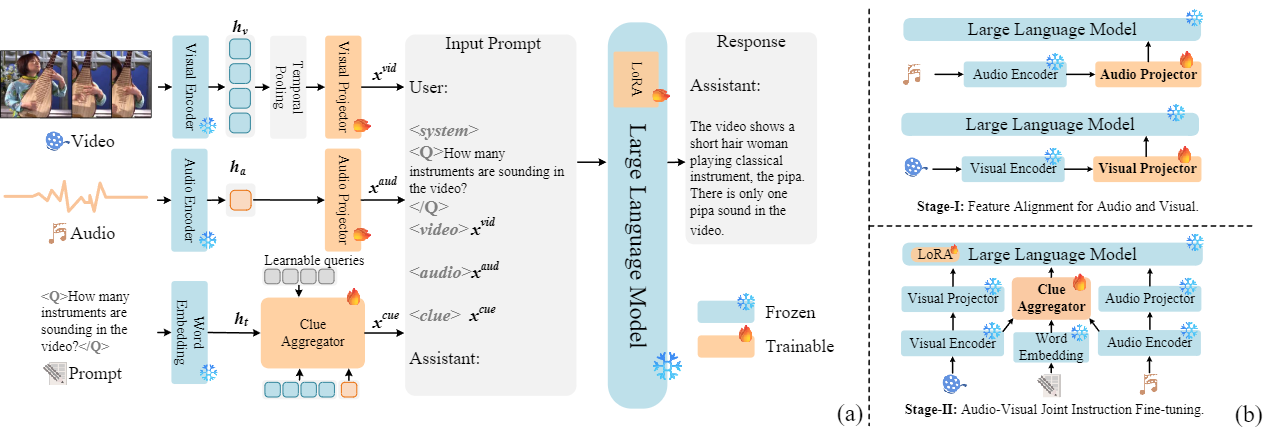 Visual Encoder
h_v
Temporal
Pooling
Visual Projector
x^vid
Video
Audio Encoder
h_a
Audio Projector
x^aud
Audio
Learnable queries
<Q>How many
instruments are
sounding in the
video?</Q>
Prompt
Word
Embedding
h_t
Clue
Aggregator
x^cue
Input Prompt
User:
<system>
<Q>How many
instruments are sounding in
the video?
</Q>
<video>x^vid
<audio>x^aud
<clue> x^cue
Assistant:
LoRA
Large Language Model
Response
Assistant:
The video shows a
short hair woman
playing classical
instrument, the pipa.
There is only one
pipa sound in the
video.
Frozen
Trainable
(a)
Large Language Model
Audio Encoder
Audio Projector
Large Language Model
Visual Encoder
Visual Projector
Stage-I: Feature Alignment for Audio and Visual.
LoRA
Large Language Model
Visual Projector
Clue
Aggregator
Audio Projector
Visual Encoder
Word
Embedding
Audio Encoder
Stage-II: Audio-Visual Joint Instruction Fine-tuning.
(b)